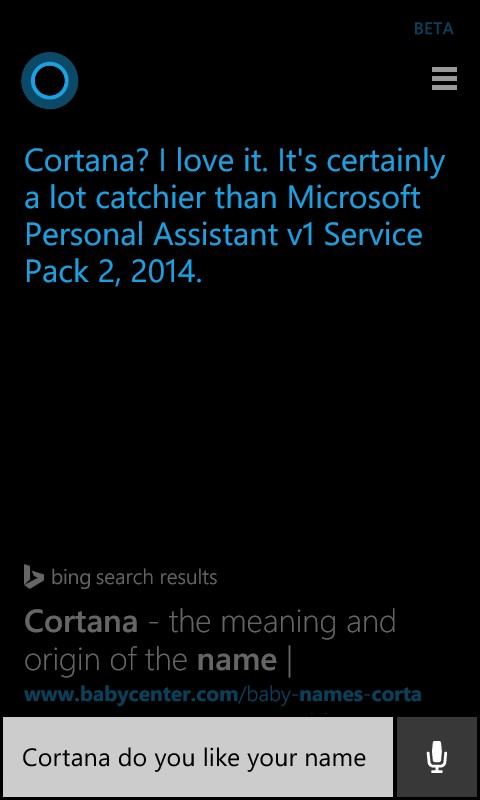 BETA
Cortana? I love it. It's certainly
a lot catchier than Microsoft
Personal Assistant v1 Service
Pack 2, 2014.
bing search results
Cortana - the meaning and
origin of the name |
www.babycenter.com/baby-names-corta
Cortana do you like your name